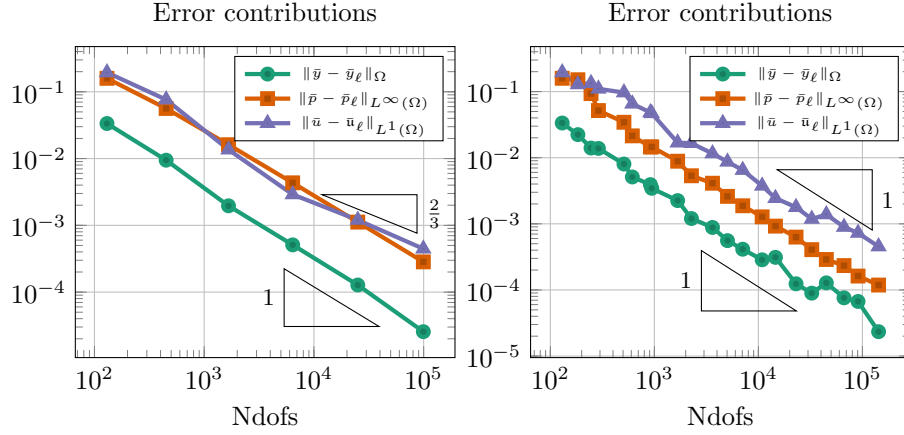 Error contributions
10^{-1}
10^{-2}
10^{-3}
10^{-4}
10^2
10^3
10^4
10^5
Ndofs
‖ȳ − ȳ_ℓ‖_Ω
‖p̄ − p̄_ℓ‖_{L^∞(Ω)}
‖ū − ū_ℓ‖_{L^1(Ω)}
2/3
1
Error contributions
10^{-1}
10^{-2}
10^{-3}
10^{-4}
10^{-5}
10^2
10^3
10^4
10^5
Ndofs
‖ȳ − ȳ_ℓ‖_Ω
‖p̄ − p̄_ℓ‖_{L^∞(Ω)}
‖ū − ū_ℓ‖_{L^1(Ω)}
1
1